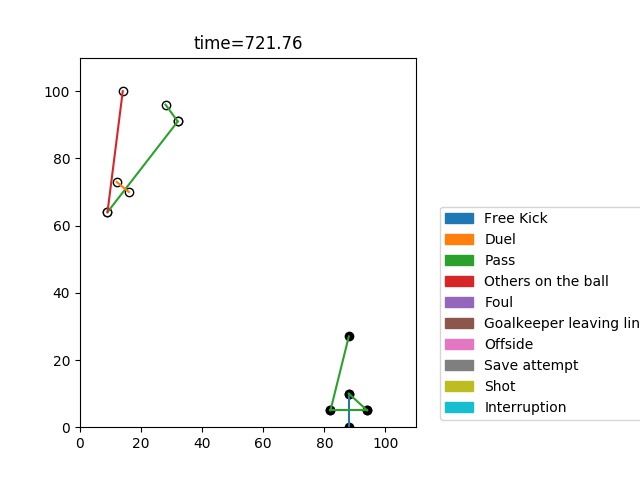 time=721.76
100
80
60
40
20
0
0 20 40 60 80 100
Free Kick
Duel
Pass
Others on the ball
Foul
Goalkeeper leaving lin
Offside
Save attempt
Shot
Interruption